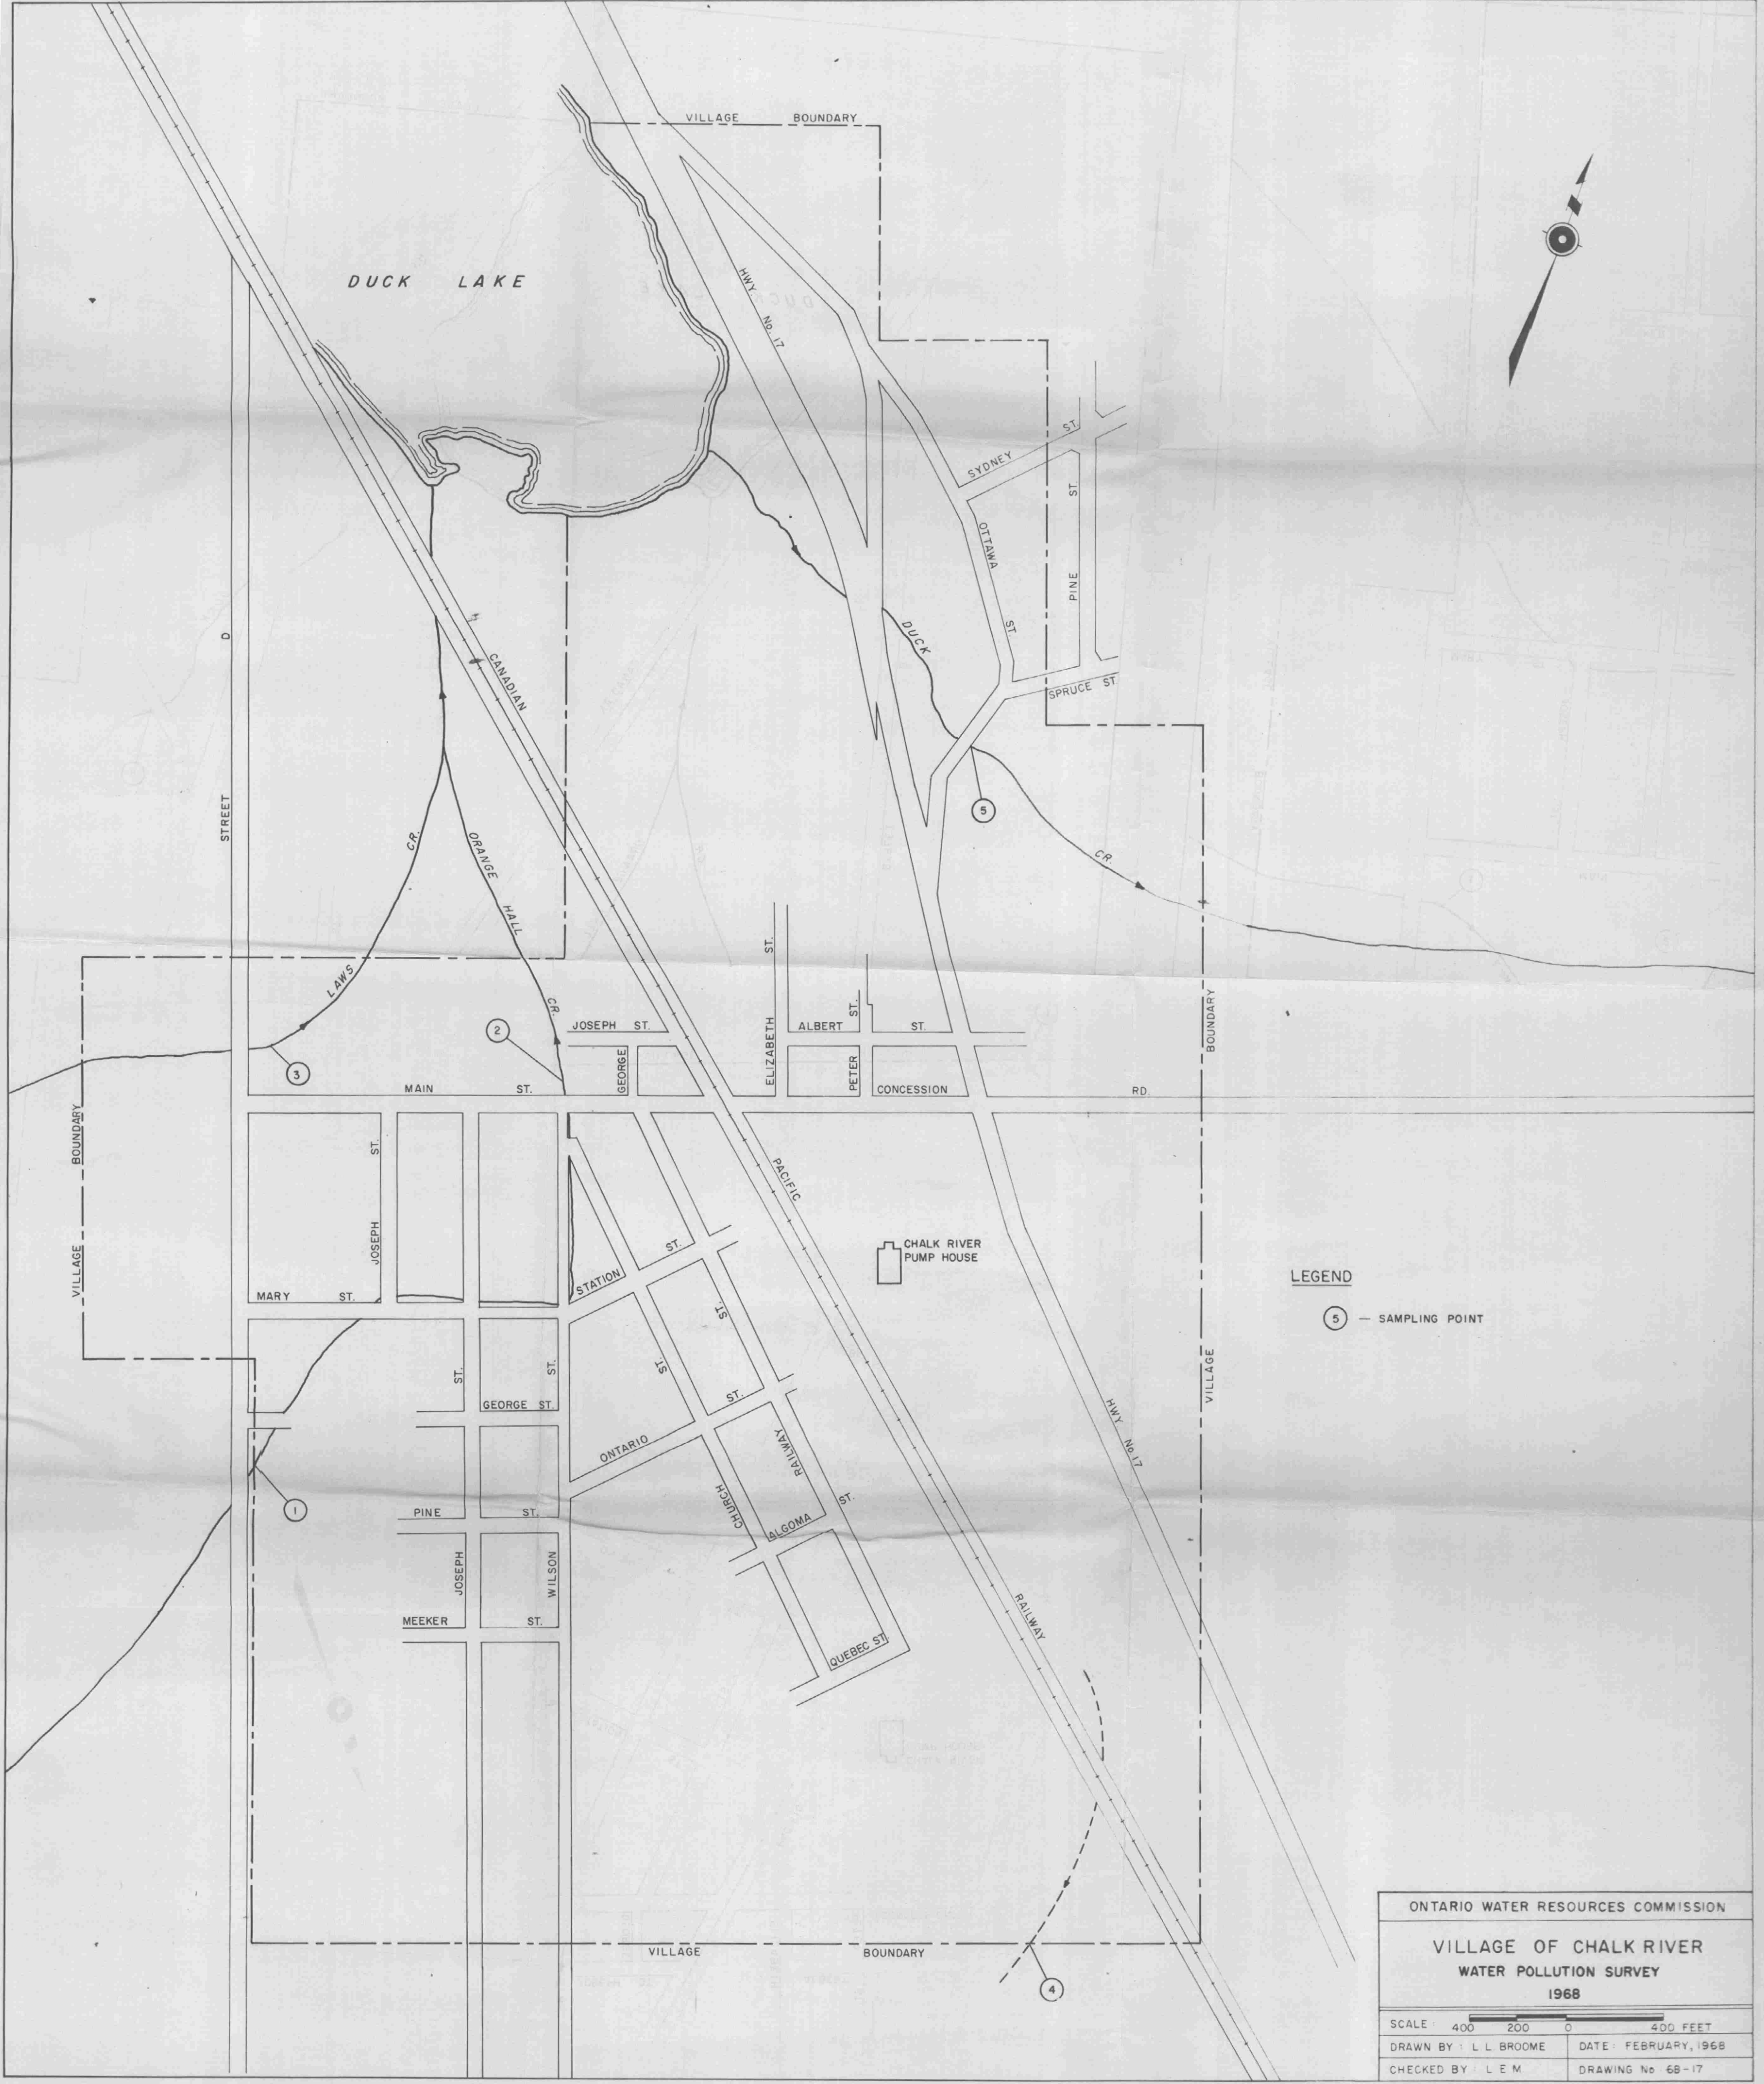 VILLAGE BOUNDARY
DUCK LAKE
HWY. No. 17
SYDNEY ST.
OTTAWA ST.
PINE ST.
SPRUCE ST.
DUCK CR.
5
CANADIAN PACIFIC RAILWAY
STREET D
LAWS CR.
ORANGE HALL CR.
2
3
JOSEPH ST.
GEORGE
ELIZABETH ST.
ALBERT ST.
PETER ST.
MAIN ST.
CONCESSION RD.
VILLAGE BOUNDARY
VILLAGE BOUNDARY
JOSEPH ST.
MARY ST.
STATION ST.
CHALK RIVER
PUMP HOUSE
LEGEND
5 — SAMPLING POINT
GEORGE ST.
ONTARIO ST.
CHURCH ST.
RAILWAY ST.
ALGOMA ST.
QUEBEC ST.
HWY No. 17
1
PINE ST.
JOSEPH ST.
WILSON ST.
MEEKER ST.
VILLAGE BOUNDARY
4
ONTARIO WATER RESOURCES COMMISSION
VILLAGE OF CHALK RIVER
WATER POLLUTION SURVEY
1968
SCALE: 400 200 0 400 FEET
DRAWN BY : L. L. BROOME
DATE : FEBRUARY, 1968
CHECKED BY : L. E. M.
DRAWING No 68-17